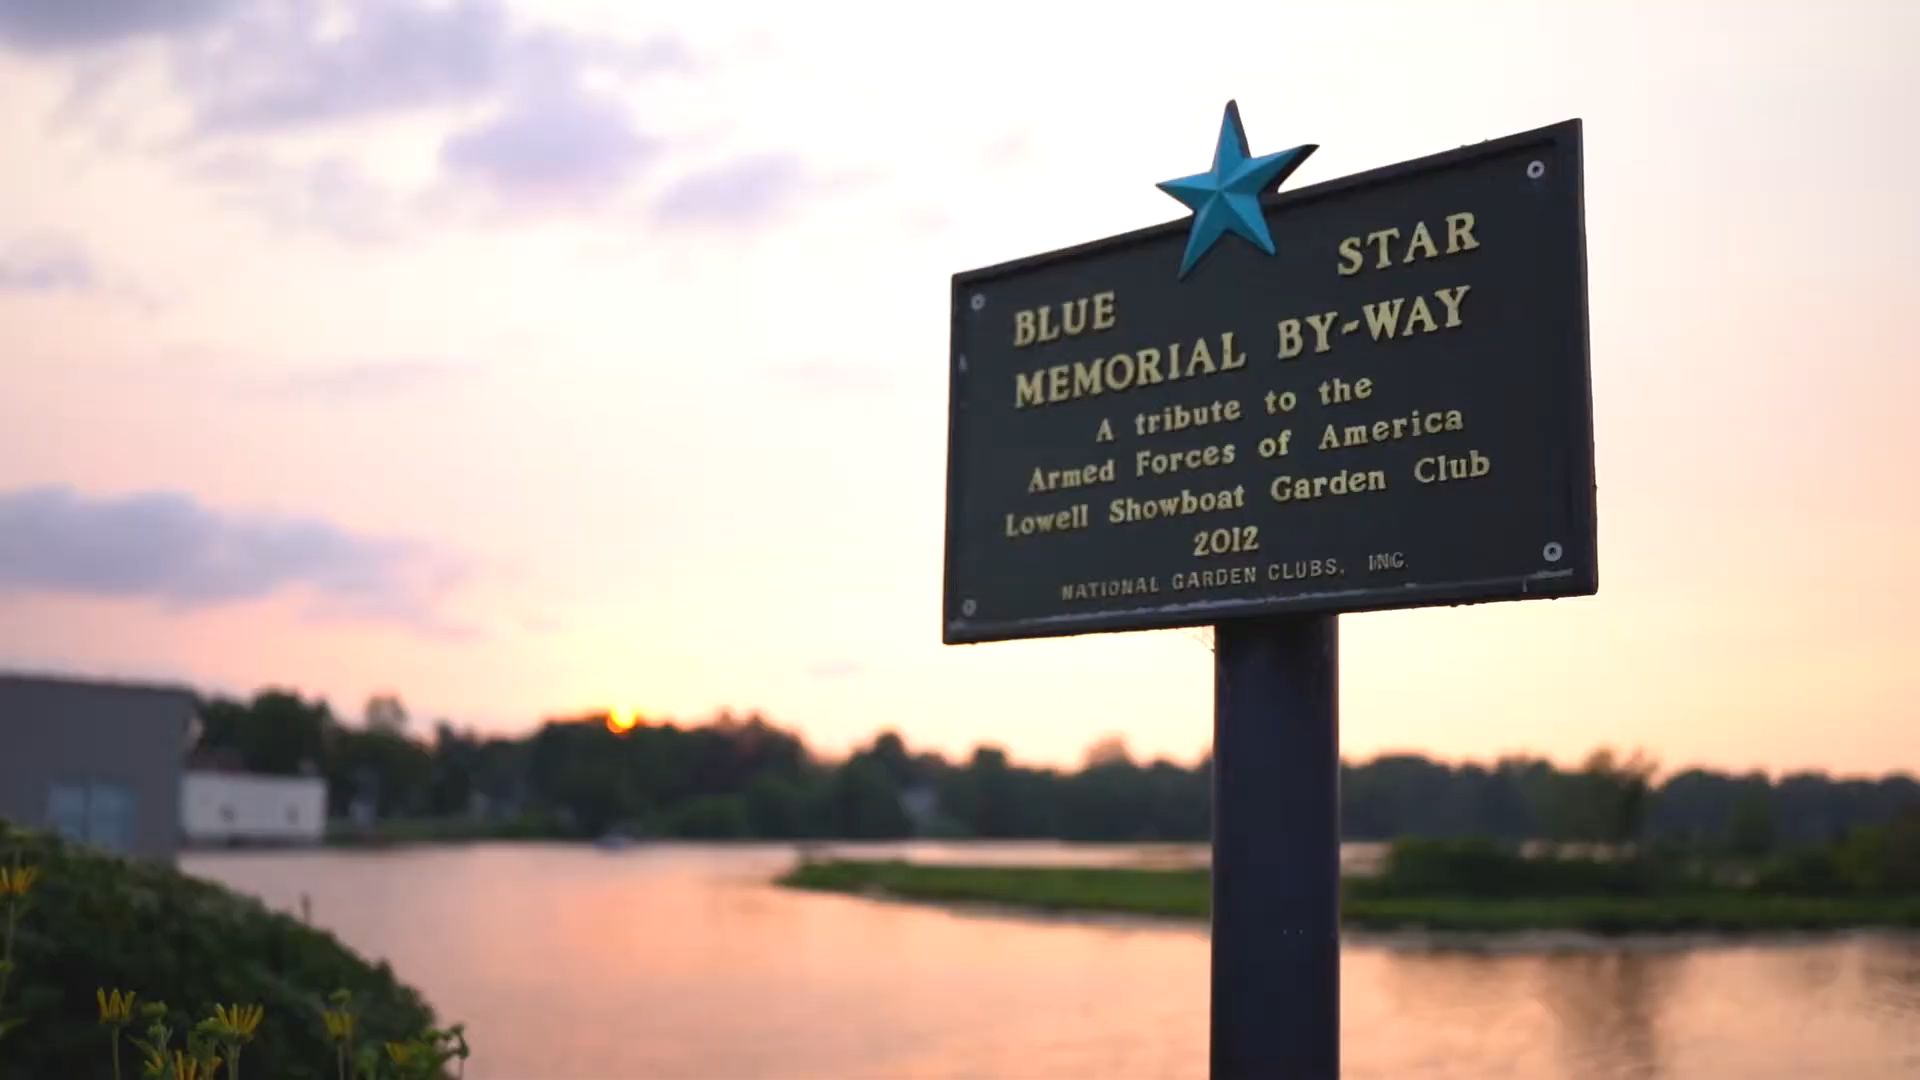 BLUE STAR
MEMORIAL BY-WAY
A tribute to the
Armed Forces of America
Lowell Showboat Garden Club
2012
NATIONAL GARDEN CLUBS, INC.